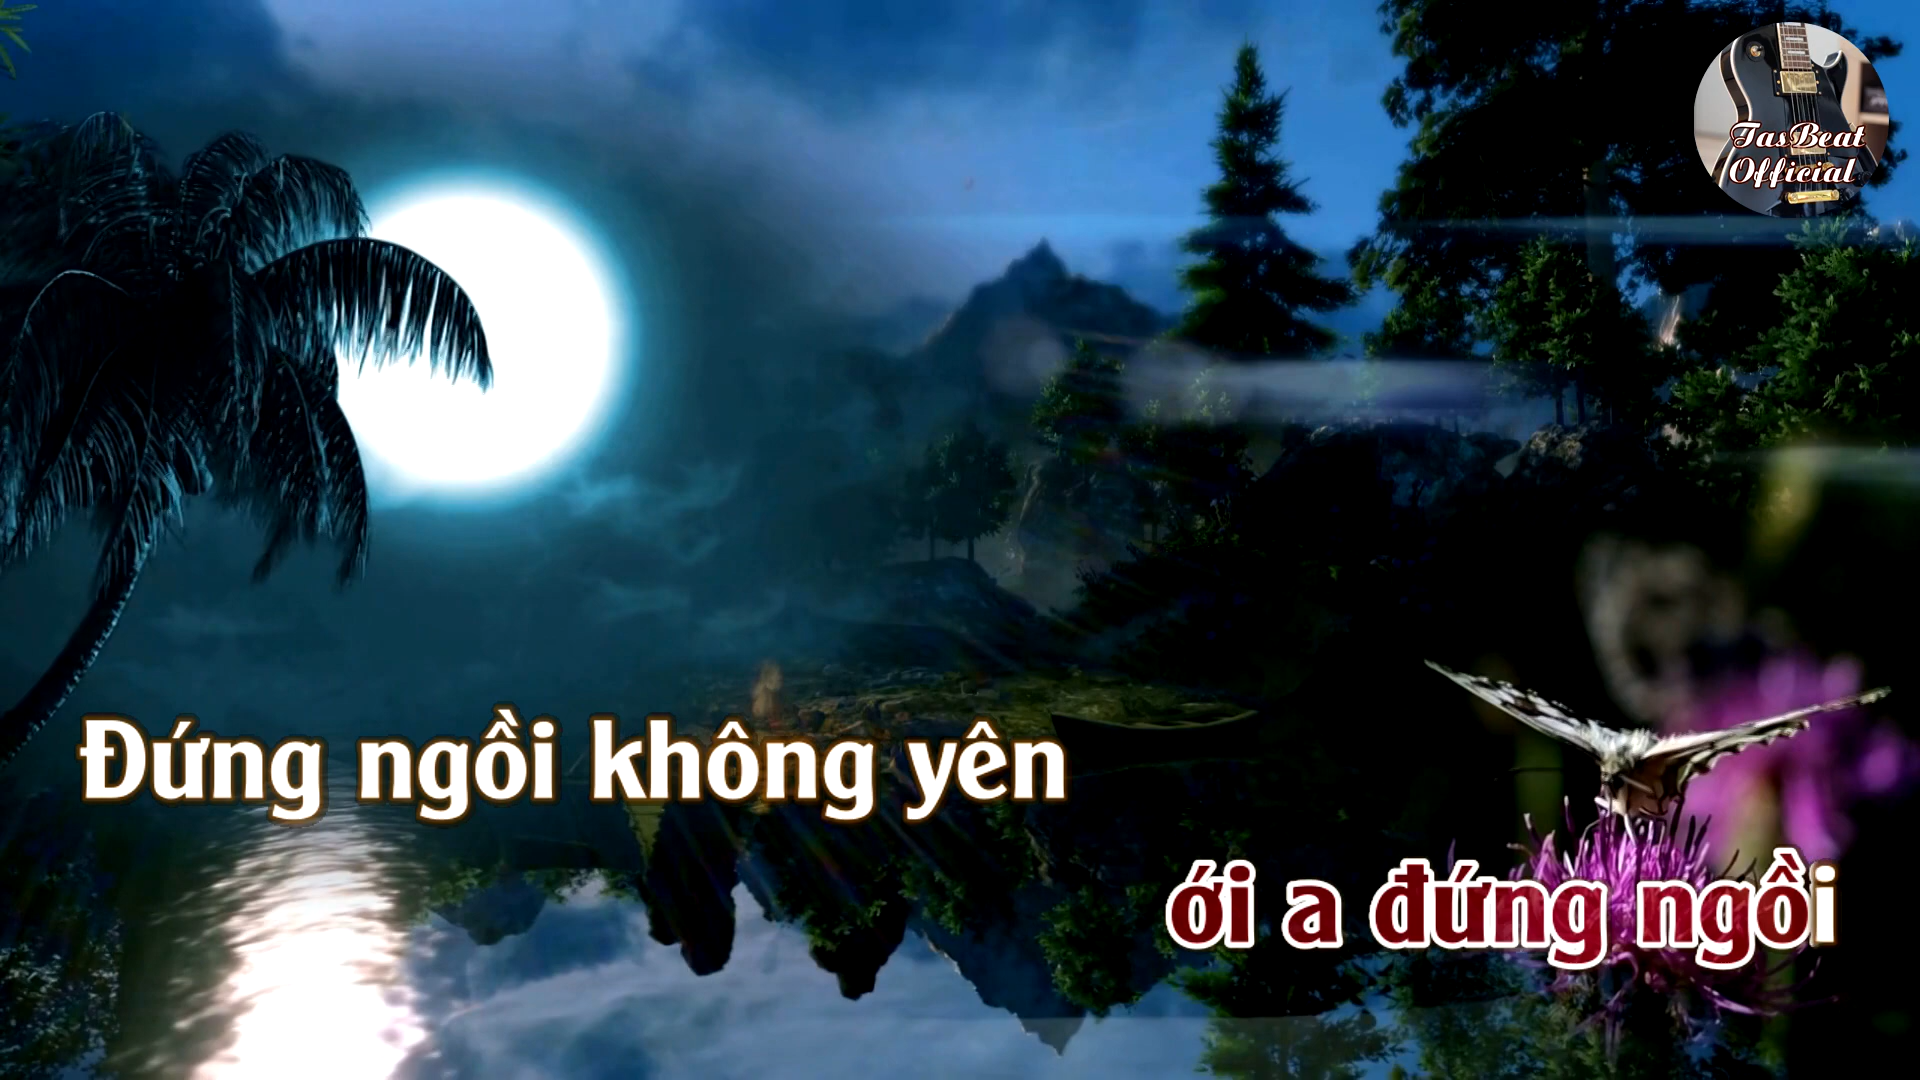 TasBeat
Official
Đứng ngồi không yên
ới a đứng ngồi